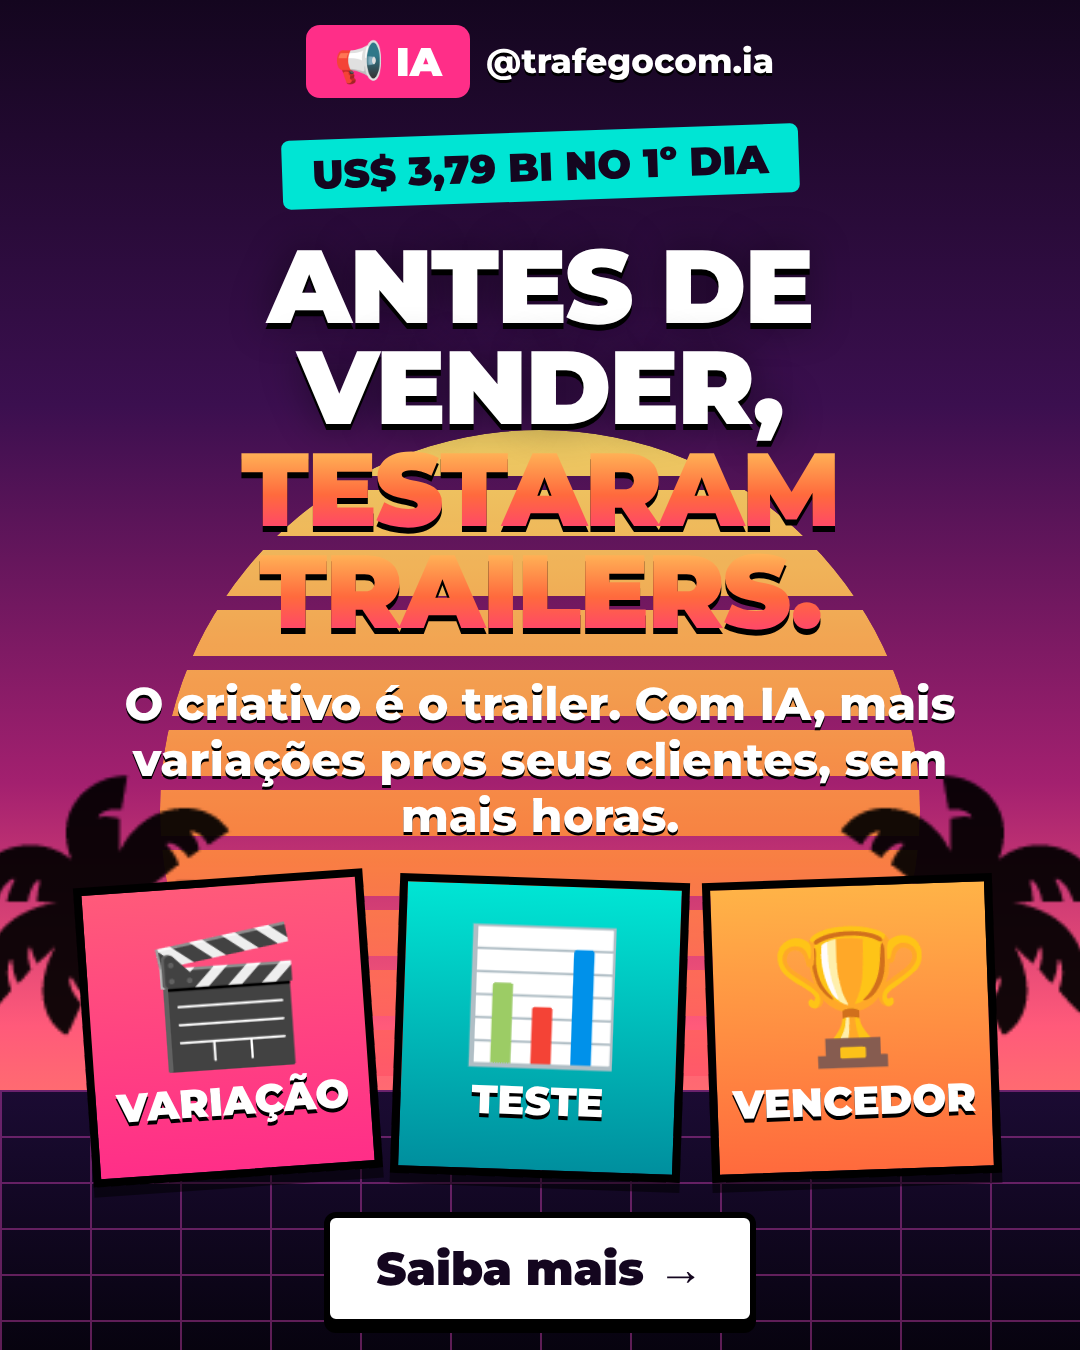 IA @trafegocom.ia
US$ 3,79 BI NO 1º DIA
ANTES DE
VENDER,
TESTARAM
TRAILERS.
O criativo é o trailer. Com IA, mais
variações pros seus clientes, sem
mais horas.
VARIAÇÃO TESTE VENCEDOR
Saiba mais →